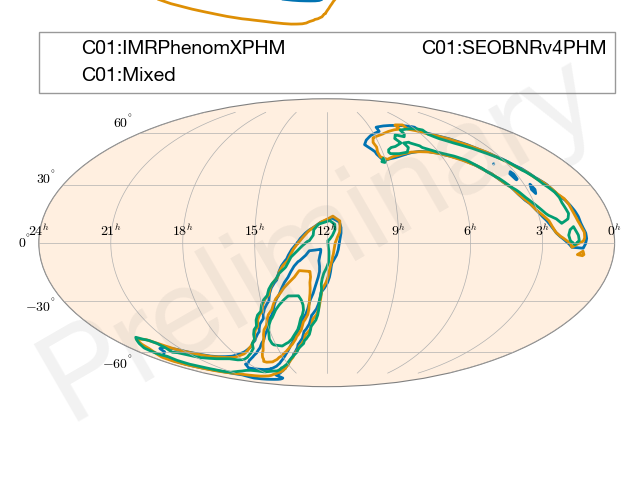 C01:IMRPhenomXPHM C01:SEOBNRv4PHM
C01:Mixed
60°
30°
0° 24h 21h 18h 15h 12h 9h 6h 3h 0h
−30°
−60°
Preliminary